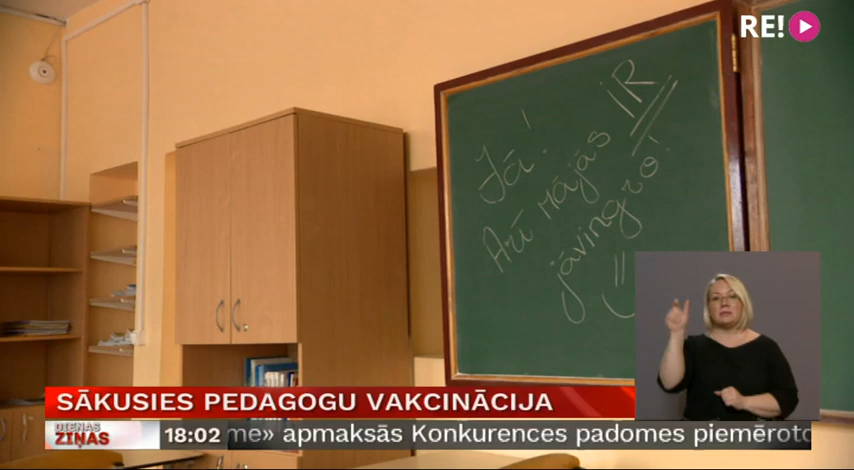 RE!
Jā!
Arī mājās IR
jāvingro!
SĀKUSIES PEDAGOGU VAKCINĀCIJA
DIENAS
ZIŅAS
18:02
me» apmaksās Konkurences padomes piemēroto